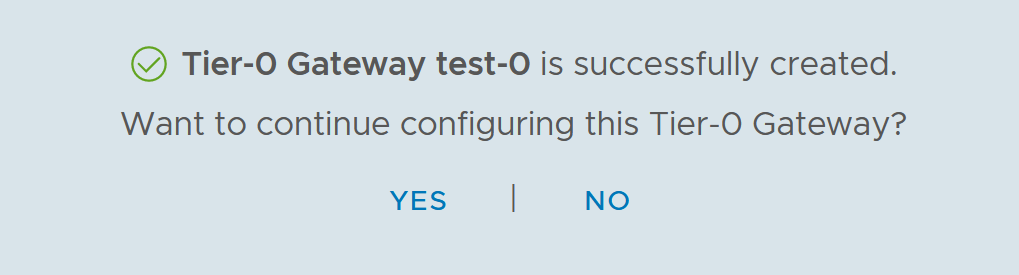 Tier-0 Gateway test-0 is successfully created.
Want to continue configuring this Tier-0 Gateway?
YES | NO